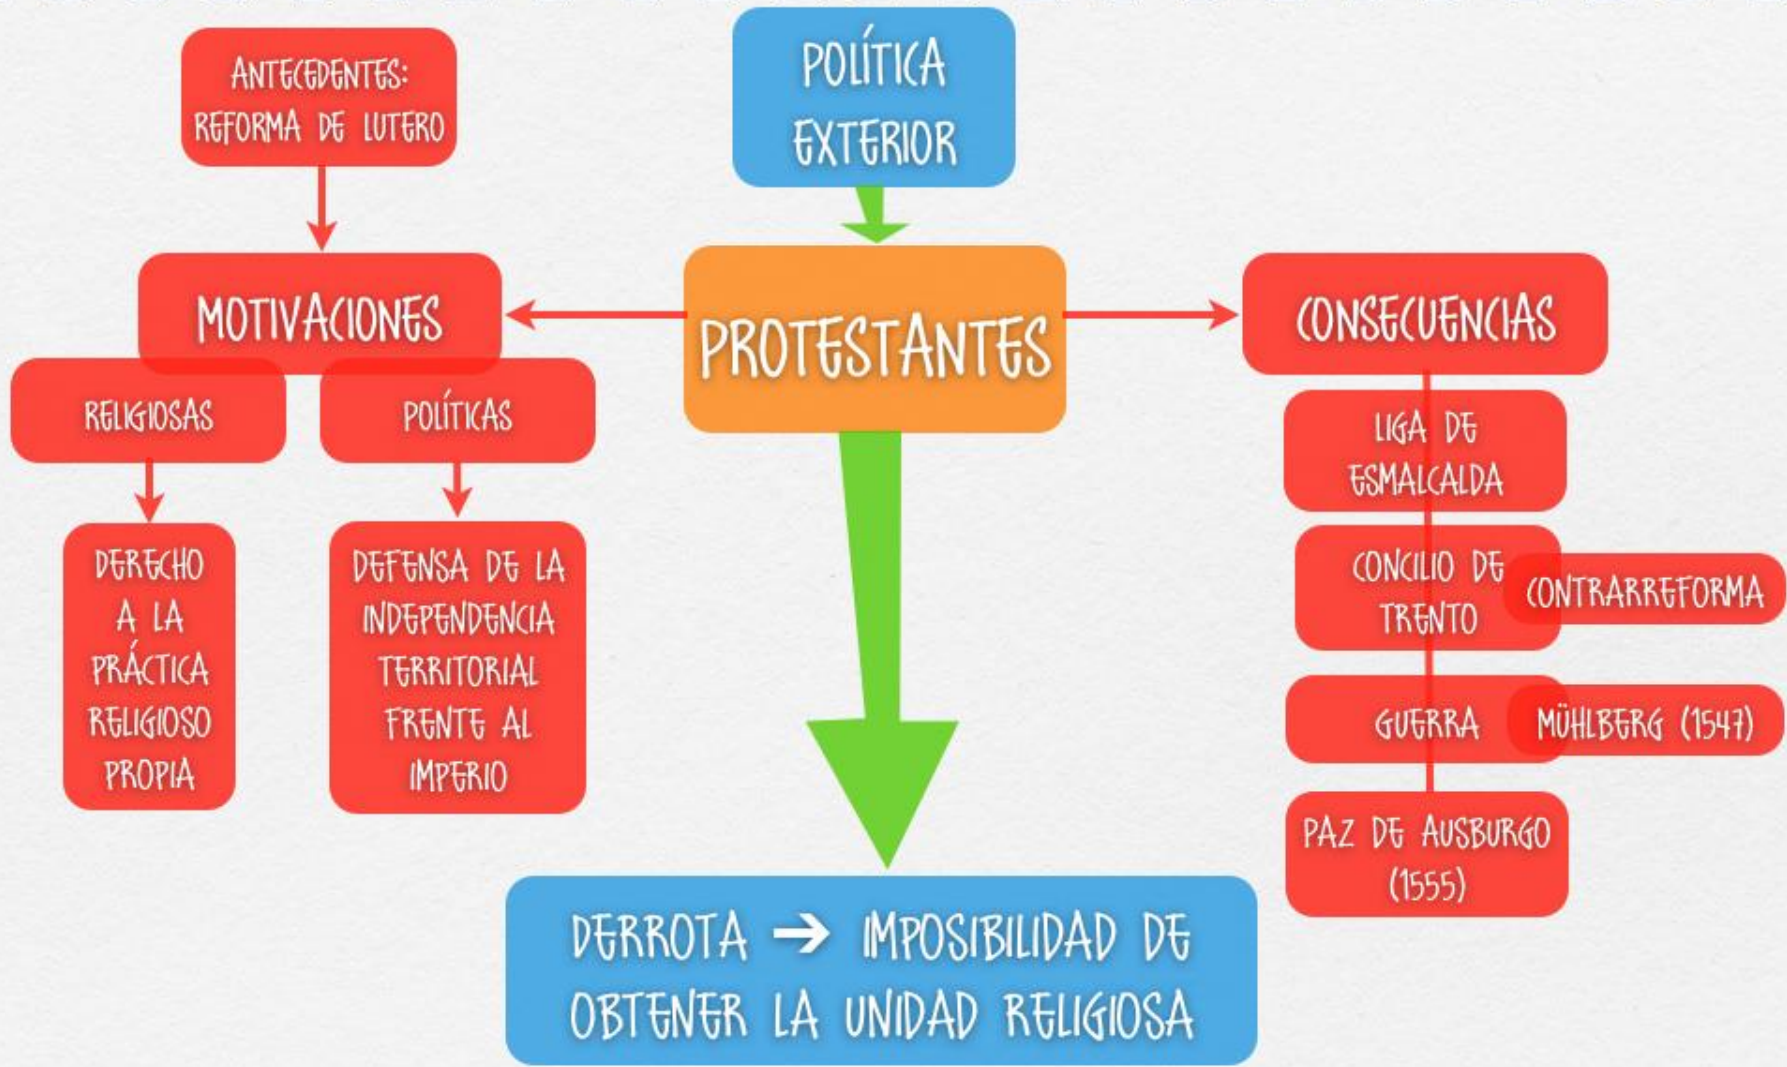 ANTECEDENTES:
REFORMA DE LUTERO
POLÍTICA
EXTERIOR
MOTIVACIONES
PROTESTANTES
CONSECUENCIAS
RELIGIOSAS
POLÍTICAS
DERECHO
A LA
PRÁCTICA
RELIGIOSO
PROPIA
DEFENSA DE LA
INDEPENDENCIA
TERRITORIAL
FRENTE AL
IMPERIO
LIGA DE
ESMALCALDA
CONCILIO DE
TRENTO
CONTRARREFORMA
GUERRA
MÜHLBERG (1547)
PAZ DE AUSBURGO
(1555)
DERROTA → IMPOSIBILIDAD DE
OBTENER LA UNIDAD RELIGIOSA